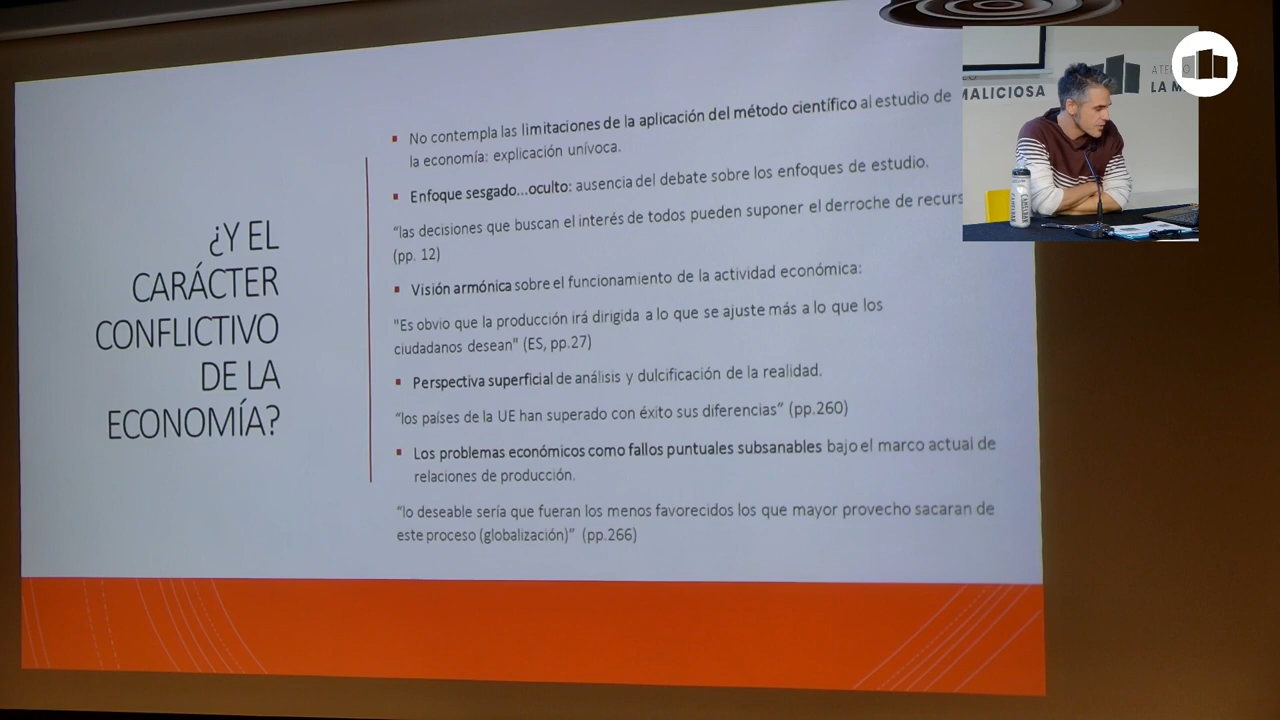 ¿Y EL
CARÁCTER
CONFLICTIVO
DE LA
ECONOMÍA?
No contempla las limitaciones de la aplicación del método científico al estudio de
la economía: explicación unívoca.
Enfoque sesgado...oculto: ausencia del debate sobre los enfoques de estudio.
“las decisiones que buscan el interés de todos pueden suponer el derroche de
(pp. 12)
Visión armónica sobre el funcionamiento de la actividad económica:
"Es obvio que la producción irá dirigida a lo que se ajuste más a lo que los
ciudadanos desean" (ES, pp.27)
Perspectiva superficial de análisis y dulcificación de la realidad.
“los países de la UE han superado con éxito sus diferencias” (pp.260)
Los problemas económicos como fallos puntuales subsanables bajo el marco actual de
relaciones de producción.
“lo deseable sería que fueran los menos favorecidos los que mayor provecho sacaran de
este proceso (globalización)” (pp.266)
MALICIOSA
LA